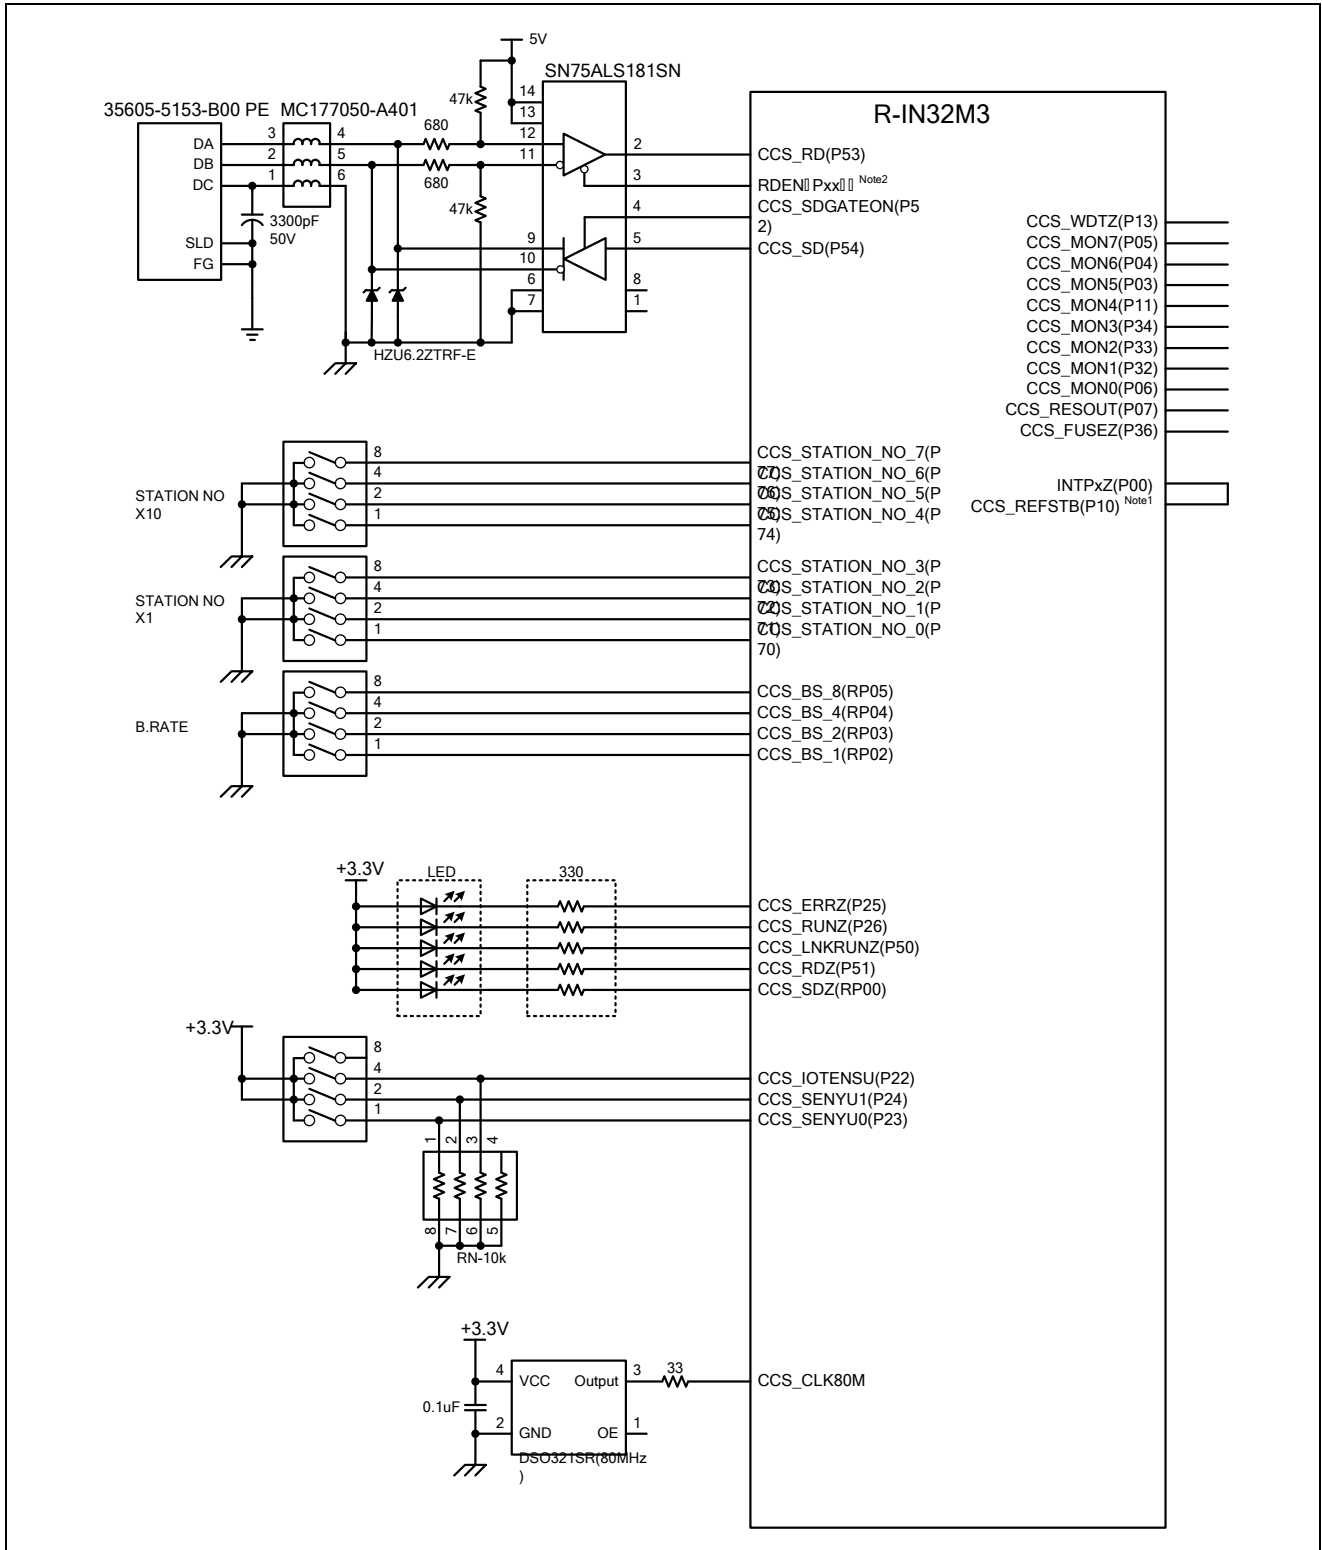 5V
SN75ALS181SN
35605-5153-B00 PE MC177050-A401
R-IN32M3
47k
680
14
13
12
11
DA 3 4
DB 2 5
DC 1 6
680
47k
3300pF
50V
SLD
FG
9
10
6
7
2
3
4
5
8
1
HZU6.2ZTRF-E
CCS_RD(P53)
RDEN▯Pxx▯▯ Note2
CCS_SDGATEON(P5
2)
CCS_SD(P54)
CCS_WDTZ(P13)
CCS_MON7(P05)
CCS_MON6(P04)
CCS_MON5(P03)
CCS_MON4(P11)
CCS_MON3(P34)
CCS_MON2(P33)
CCS_MON1(P32)
CCS_MON0(P06)
CCS_RESOUT(P07)
CCS_FUSEZ(P36)
INTPxZ(P00)
CCS_REFSTB(P10) Note1
STATION NO
X10
8
4
2
1
CCS_STATION_NO_7(P
77)
CCS_STATION_NO_6(P
76)
CCS_STATION_NO_5(P
75)
CCS_STATION_NO_4(P
74)
STATION NO
X1
8
4
2
1
CCS_STATION_NO_3(P
73)
CCS_STATION_NO_2(P
72)
CCS_STATION_NO_1(P
71)
CCS_STATION_NO_0(P
70)
B.RATE
8
4
2
1
CCS_BS_8(RP05)
CCS_BS_4(RP04)
CCS_BS_2(RP03)
CCS_BS_1(RP02)
+3.3V
LED
330
CCS_ERRZ(P25)
CCS_RUNZ(P26)
CCS_LNKRUNZ(P50)
CCS_RDZ(P51)
CCS_SDZ(RP00)
+3.3V
8
4
2
1
CCS_IOTENSU(P22)
CCS_SENYU1(P24)
CCS_SENYU0(P23)
1 2 3 4
8 7 6 5
RN-10k
+3.3V
4 VCC Output 3
33
CCS_CLK80M
0.1uF
2 GND OE 1
DSO321SR(80MHz
)